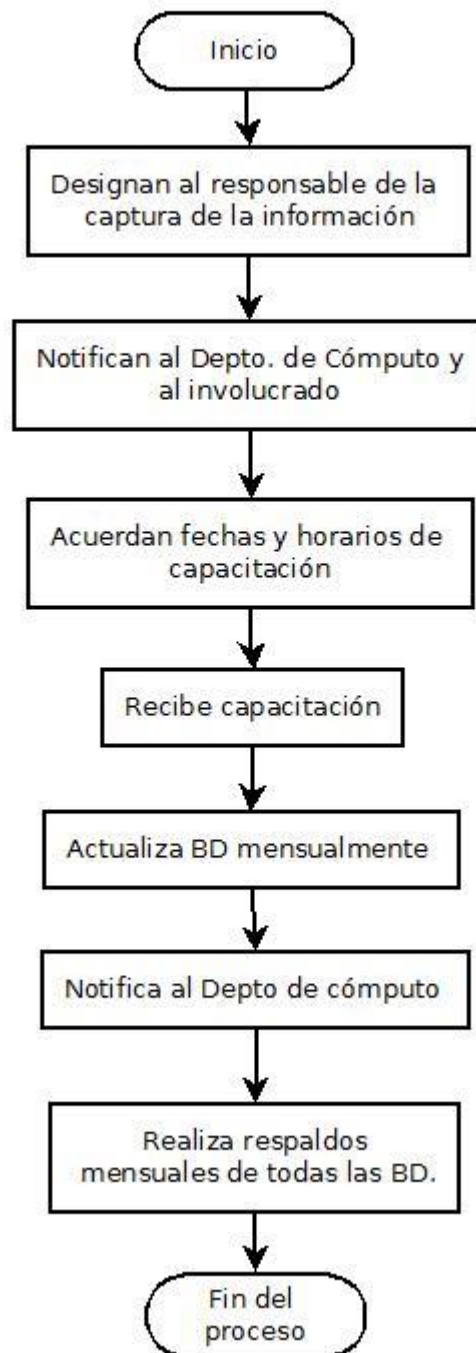 Inicio
Designan al responsable de la
captura de la información
Notifican al Depto. de Cómputo y
al involucrado
Acuerdan fechas y horarios de
capacitación
Recibe capacitación
Actualiza BD mensualmente
Notifica al Depto de cómputo
Realiza respaldos
mensuales de todas las BD.
Fin del
proceso